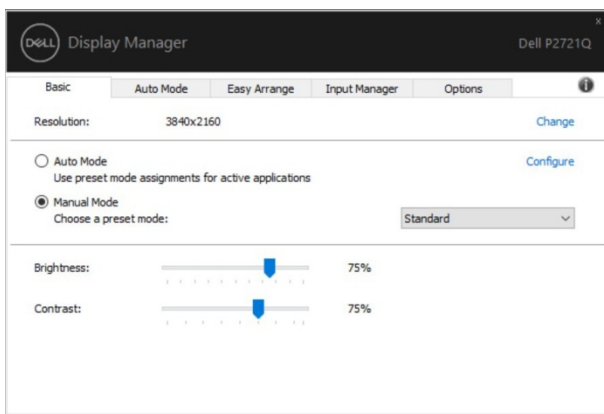 DELL Display Manager
Dell P2721Q
x
Basic Auto Mode Easy Arrange Input Manager Options i
Resolution: 3840x2160 Change
Auto Mode Configure
Use preset mode assignments for active applications
Manual Mode
Choose a preset mode: Standard
Brightness: 75%
Contrast: 75%